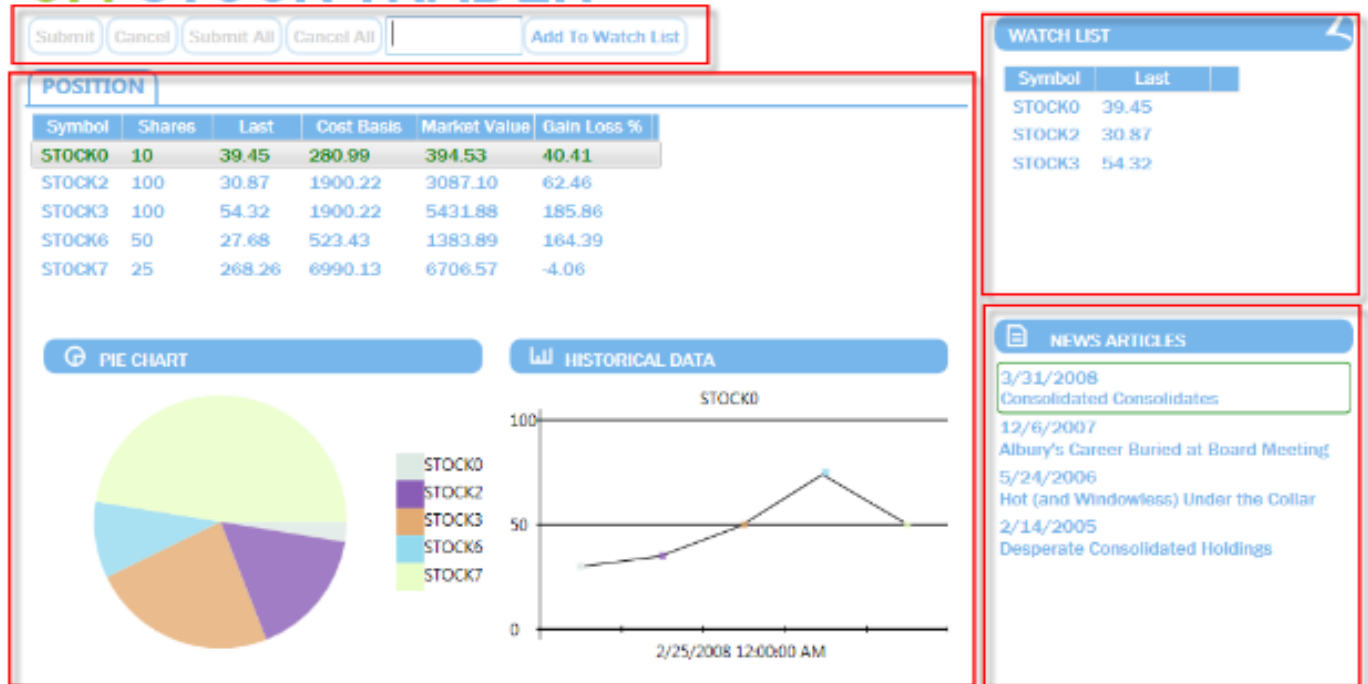 STOCK TRADER
Submit Cancel Submit All Cancel All Add To Watch List
POSITION
Symbol Shares Last Cost Basis Market Value Gain Loss %
STOCK0 10 39.45 280.99 394.53 40.41
STOCK2 100 30.87 1900.22 3087.10 62.46
STOCK3 100 54.32 1900.22 5431.88 185.86
STOCK6 50 27.68 523.43 1383.89 164.39
STOCK7 25 268.26 6990.13 6706.57 -4.06
PIE CHART
STOCK0
STOCK2
STOCK3
STOCK6
STOCK7
HISTORICAL DATA
STOCK0
100
50
0
2/25/2008 12:00:00 AM
WATCH LIST
Symbol Last
STOCK0 39.45
STOCK2 30.87
STOCK3 54.32
NEWS ARTICLES
3/31/2008
Consolidated Consolidates
12/6/2007
Albury's Career Buried at Board Meeting
5/24/2006
Hot (and Windowless) Under the Collar
2/14/2005
Desperate Consolidated Holdings